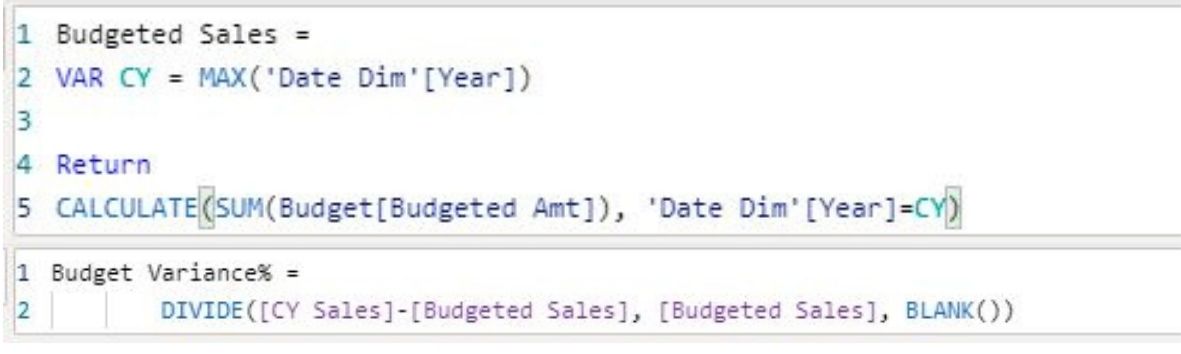 1 Budgeted Sales =
2 VAR CY = MAX('Date Dim'[Year])
3
4 Return
5 CALCULATE(SUM(Budget[Budgeted Amt]), 'Date Dim'[Year]=CY)
1 Budget Variance% =
2 DIVIDE([CY Sales]-[Budgeted Sales], [Budgeted Sales], BLANK())